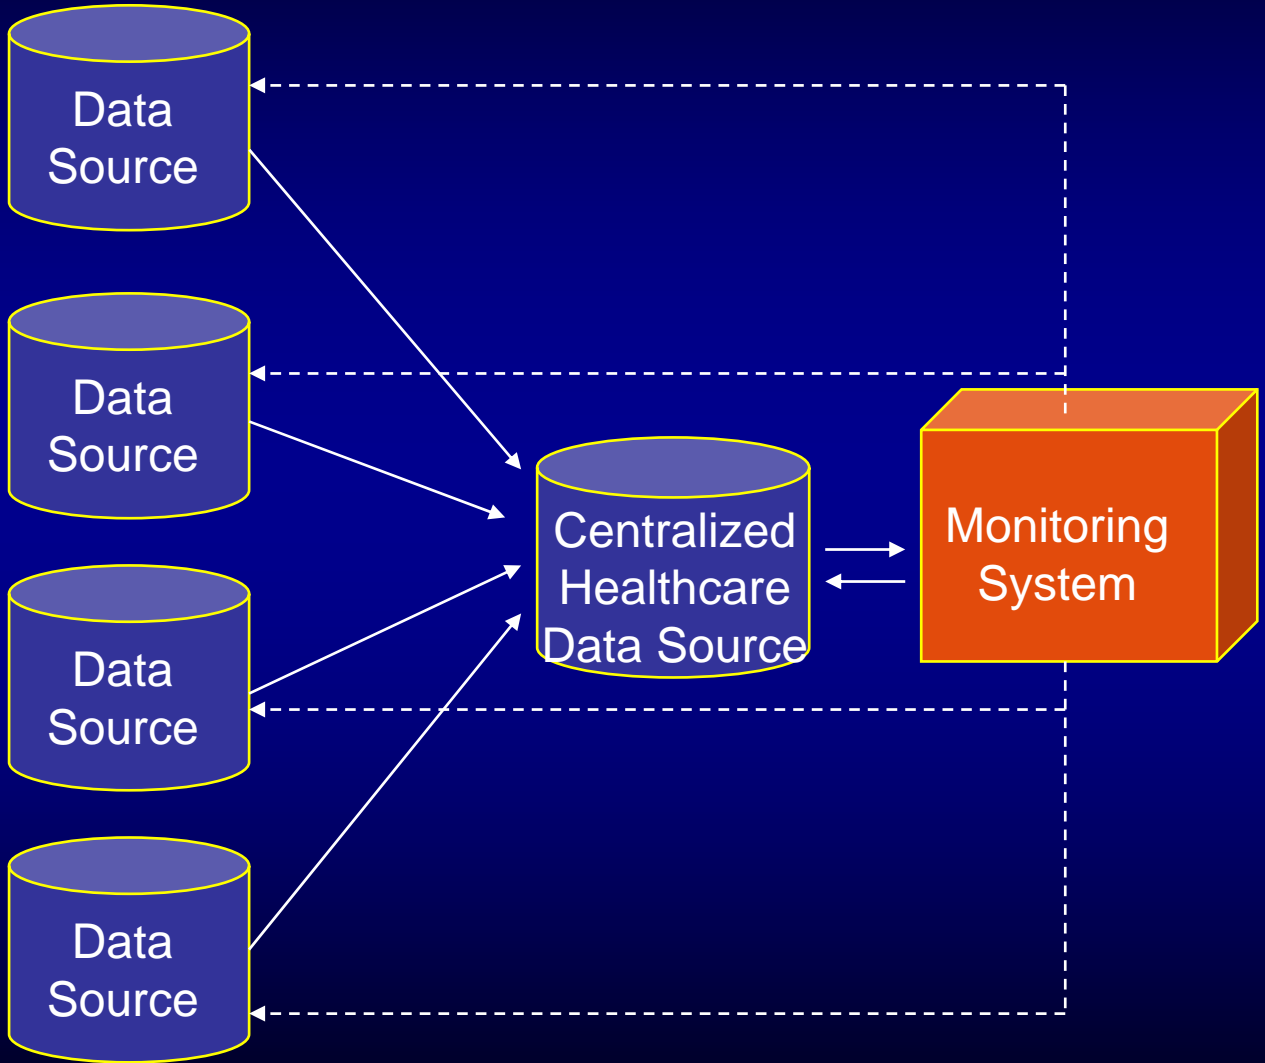 Data
Source
Data
Source
Centralized
Healthcare
Data Source
Monitoring
System
Data
Source
Data
Source